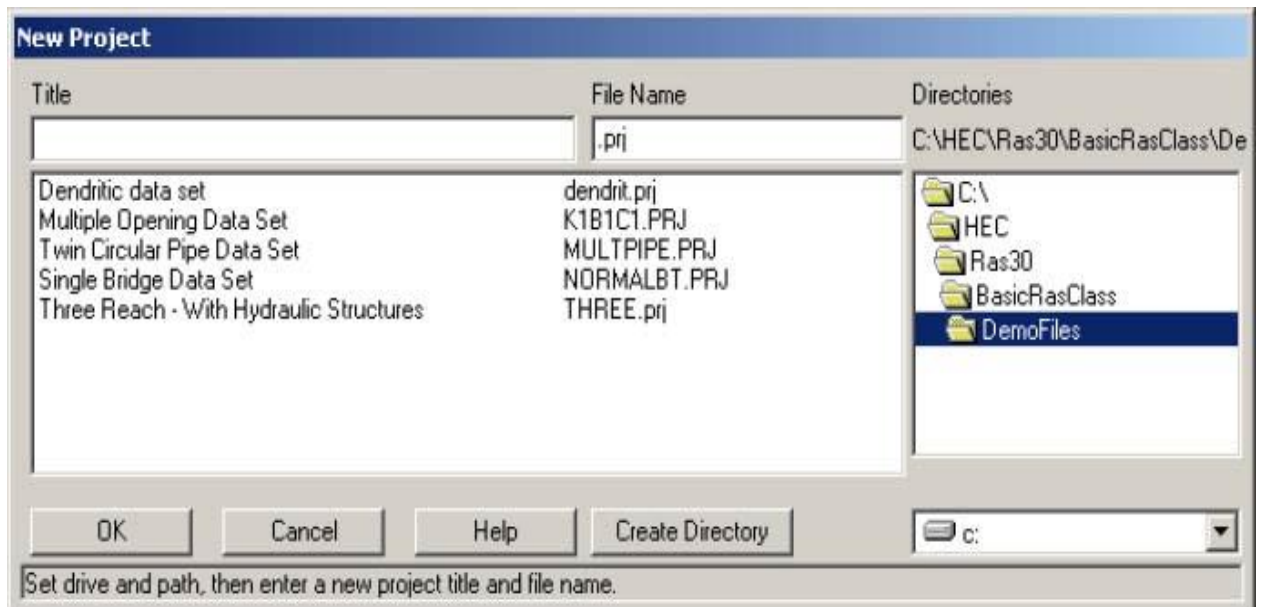 New Project
Title File Name Directories
.prj C:\HEC\Ras30\BasicRasClass\De
Dendritic data set dendrit.prj
Multiple Opening Data Set K1B1C1.PRJ
Twin Circular Pipe Data Set MULTPIPE.PRJ
Single Bridge Data Set NORMALBT.PRJ
Three Reach - With Hydraulic Structures THREE.prj
C:\
HEC
Ras30
BasicRasClass
DemoFiles
OK Cancel Help Create Directory c:
Set drive and path, then enter a new project title and file name.